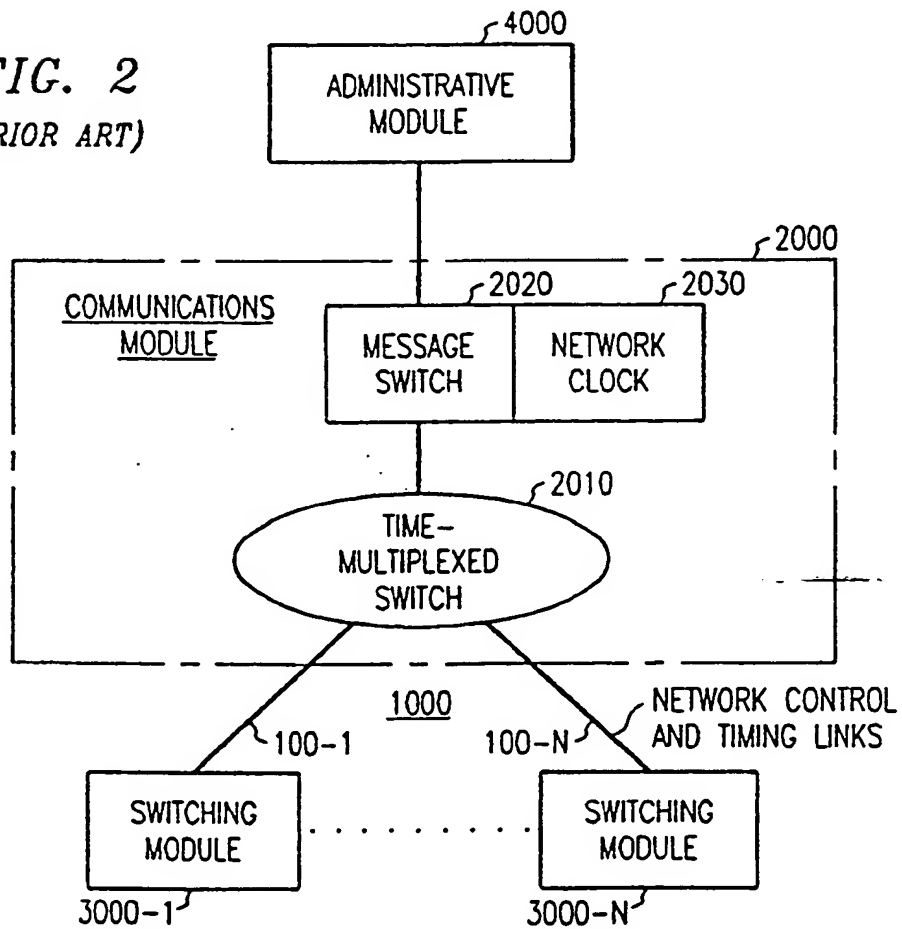 4000
FIG. 2
RIOR ART)
ADMINISTRATIVE
MODULE
2000
COMMUNICATIONS
MODULE
2020
2030
MESSAGE
SWITCH
NETWORK
CLOCK
2010
TIME-
MULTIPLEXED
SWITCH
1000
100-1
100-N
NETWORK CONTROL
AND TIMING LINKS
SWITCHING
MODULE
SWITCHING
MODULE
3000-1
3000-N